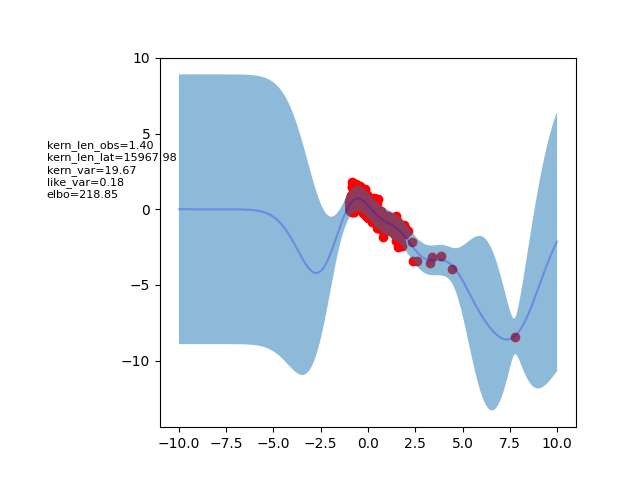 10
5
0
−5
−10
kern_len_obs=1.40
kern_len_lat=15967.98
kern_var=19.67
like_var=0.18
elbo=218.85
−10.0 −7.5 −5.0 −2.5 0.0 2.5 5.0 7.5 10.0